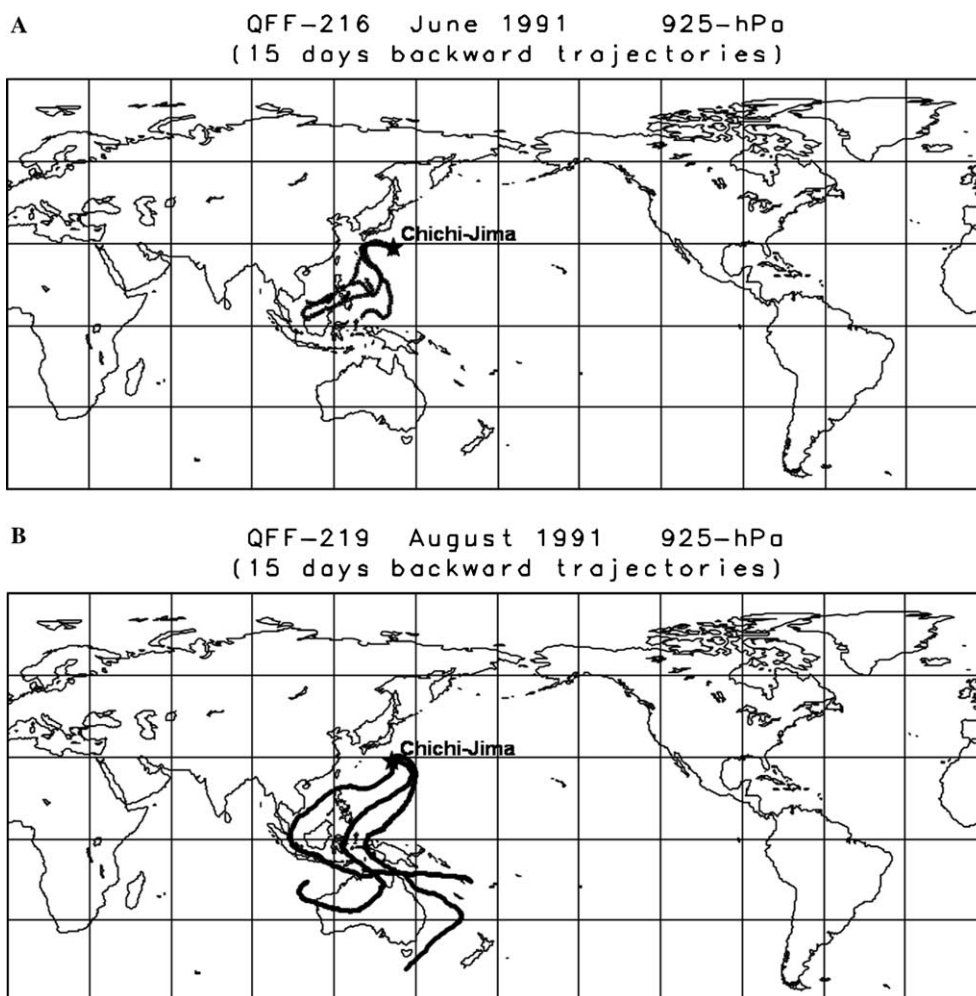 A
QFF-216 June 1991 925-hPa
(15 days backward trajectories)
Chichi-Jima
B
QFF-219 August 1991 925-hPa
(15 days backward trajectories)
Chichi-Jima